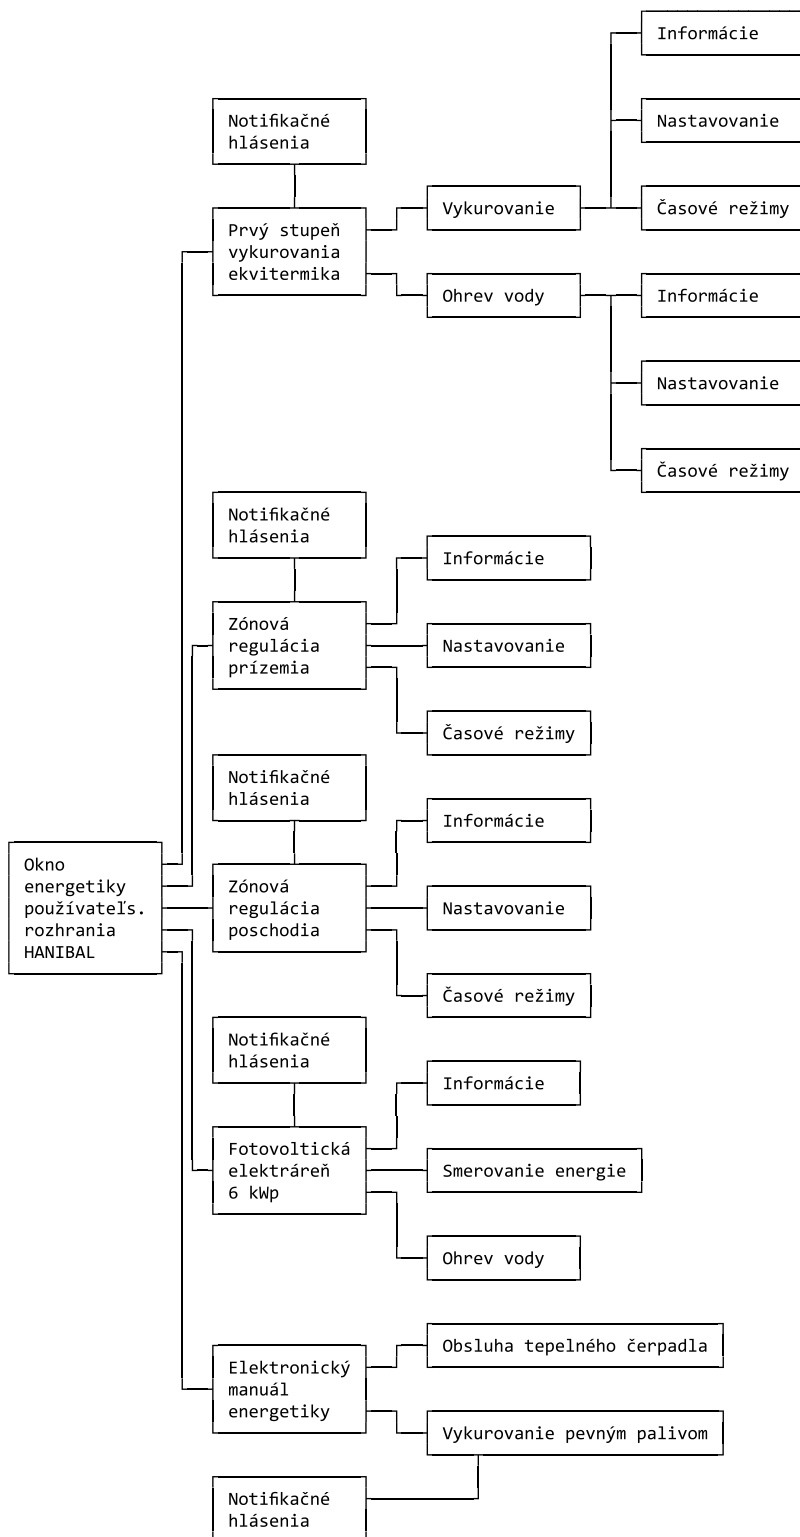 Informácie
Notifikačné
hlásenia
Nastavovanie
Prvý stupeň
vykurovania
ekvitermika
Vykurovanie
Časové režimy
Ohrev vody
Informácie
Nastavovanie
Časové režimy
Notifikačné
hlásenia
Informácie
Zónová
regulácia
prízemia
Nastavovanie
Časové režimy
Notifikačné
hlásenia
Informácie
Okno
energetiky
používateľs.
rozhrania
HANIBAL
Zónová
regulácia
poschodia
Nastavovanie
Časové režimy
Notifikačné
hlásenia
Informácie
Fotovoltická
elektráreň
6 kWp
Smerovanie energie
Ohrev vody
Elektronický
manuál
energetiky
Obsluha tepelného čerpadla
Vykurovanie pevným palivom
Notifikačné
hlásenia